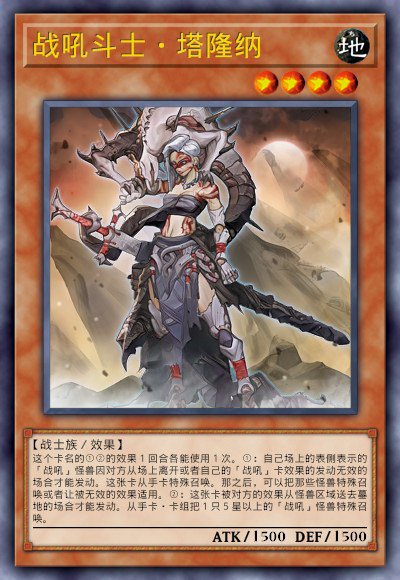 战吼斗士・塔隆纳
地
【战士族／效果】
这个卡名的①②的效果1回合各能使用1次。①：自己场上的表侧表示的
「战吼」怪兽因对方从场上离开或者自己的「战吼」卡效果的发动无效的
场合才能发动。这张卡从手卡特殊召唤。那之后，可以把那些怪兽特殊召
唤或者让被无效的效果适用。②：这张卡被对方的效果从怪兽区域送去墓
地的场合才能发动。从手卡・卡组把1只5星以上的「战吼」怪兽特殊召
唤。
ATK/1500 DEF/1500